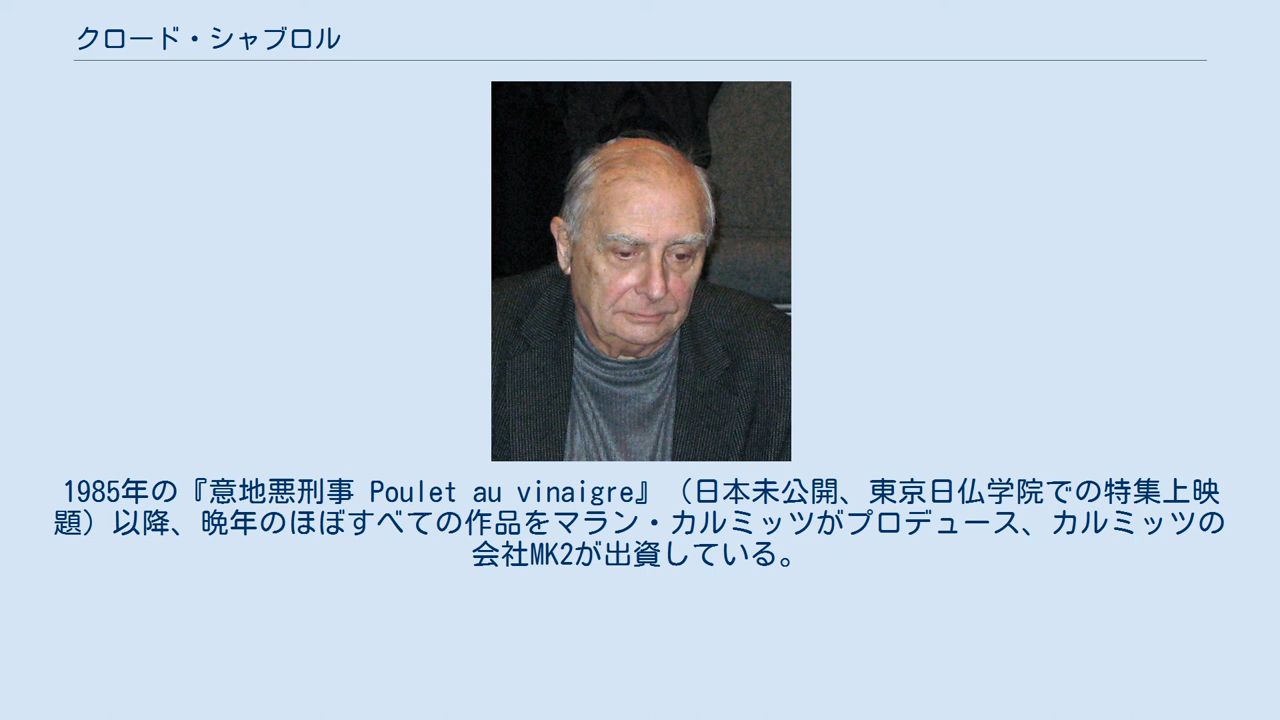 クロード・シャブロル
1985年の『意地悪刑事 Poulet au vinaigre』（日本未公開、東京日仏学院での特集上映
題）以降、晩年のほぼすべての作品をマラン・カルミッツがプロデュース、カルミッツの
会社MK2が出資している。